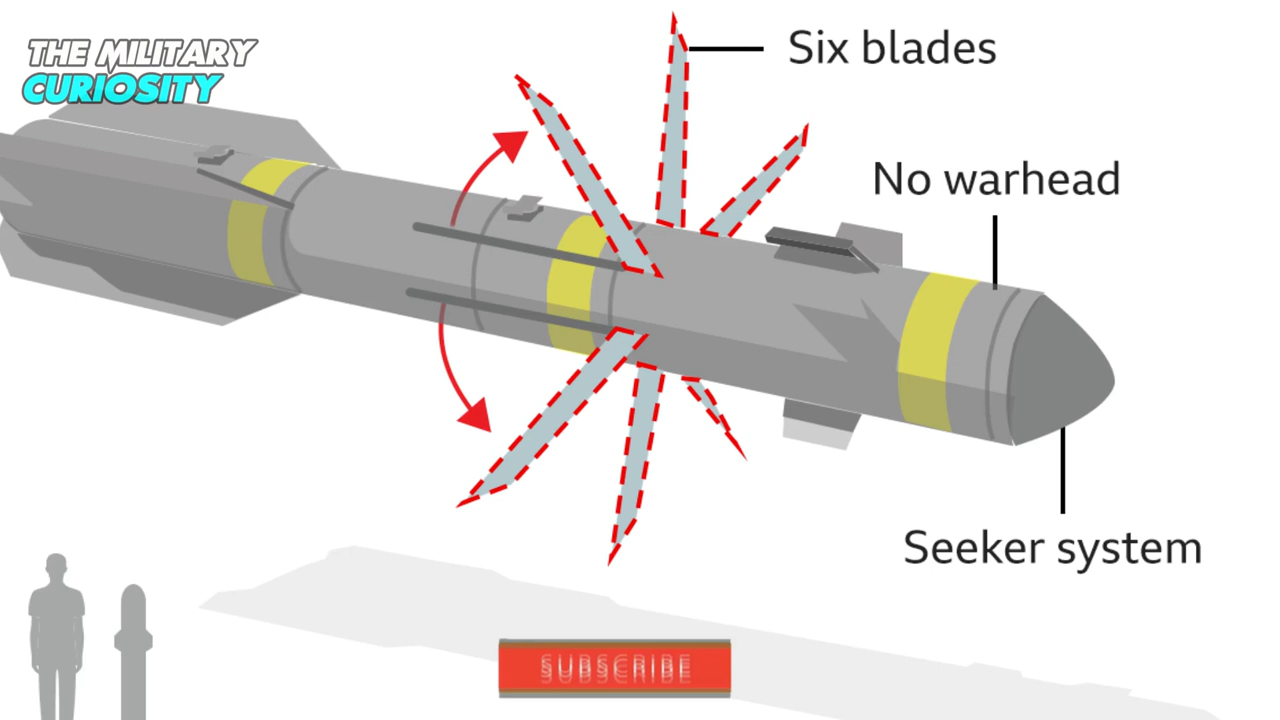 THE MILITARY
CURIOSITY
Six blades
No warhead
Seeker system
SUBSCRIBE